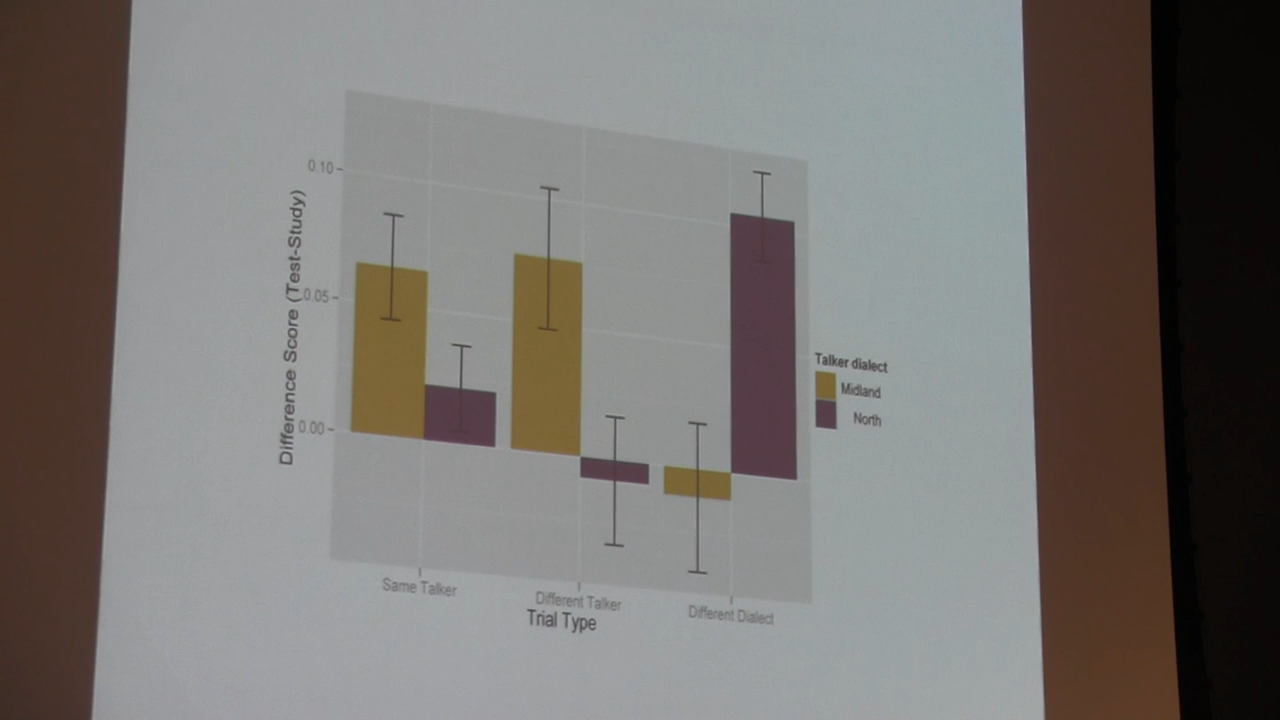 0.10
0.05
0.00
Difference Score (Test-Study)
Same Talker
Different Talker
Different Dialect
Trial Type
Talker dialect
Midland
North